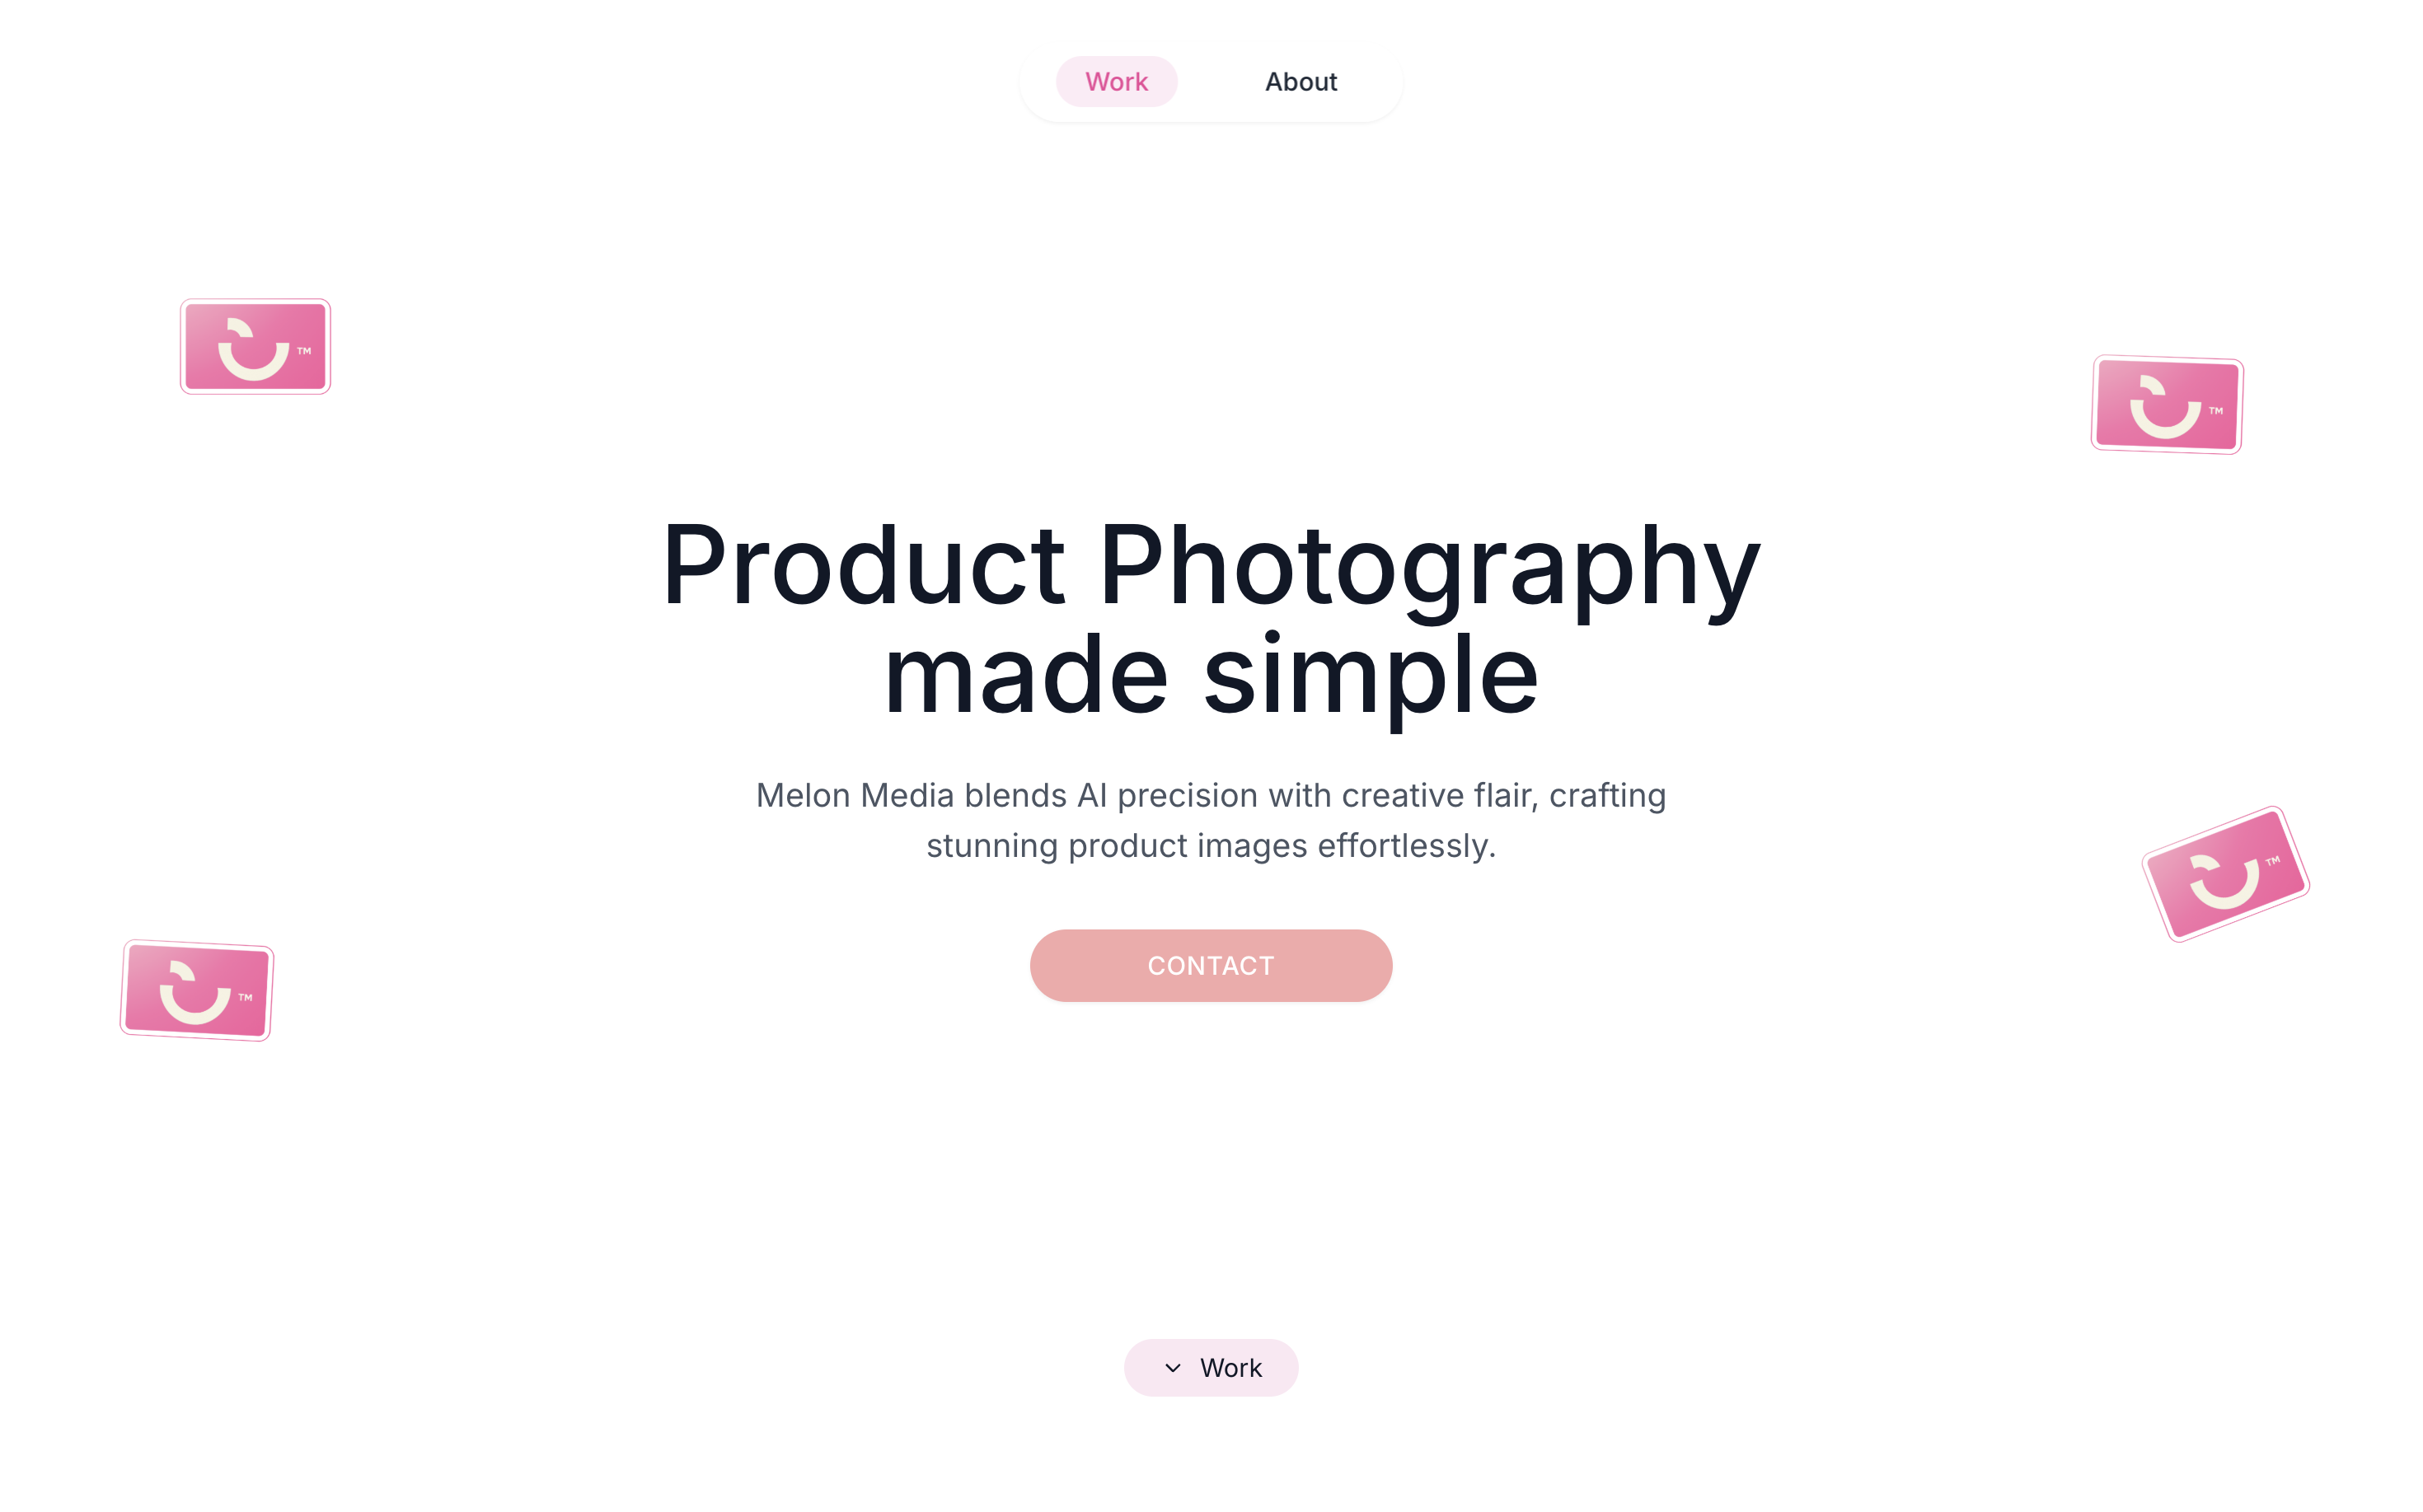 Work
About
TM
TM
Product Photography
made simple
Melon Media blends AI precision with creative flair, crafting
stunning product images effortlessly.
TM
CONTACT
TM
Work